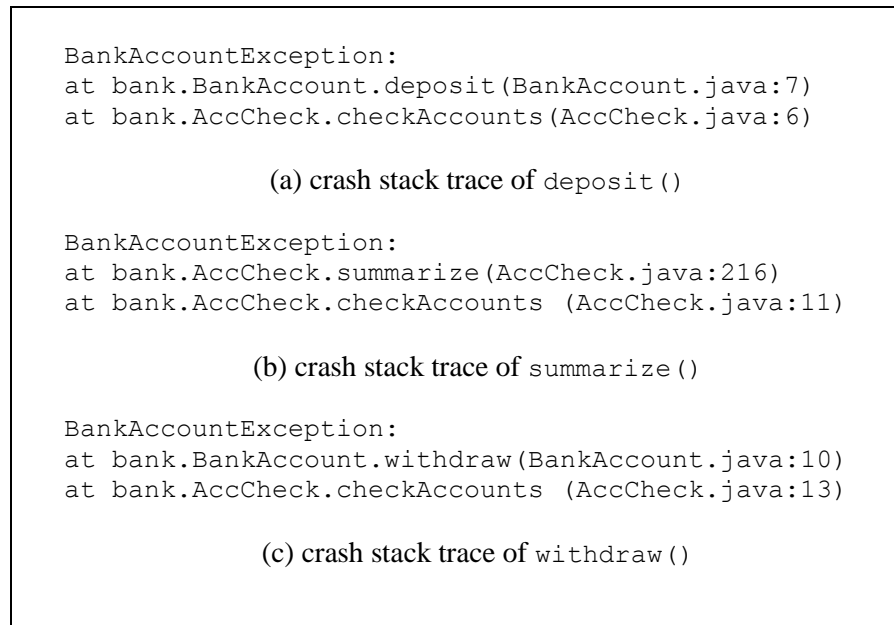 BankAccountException:
at bank.BankAccount.deposit(BankAccount.java:7)
at bank.AccCheck.checkAccounts(AccCheck.java:6)
(a) crash stack trace of deposit()
BankAccountException:
at bank.AccCheck.summarize(AccCheck.java:216)
at bank.AccCheck.checkAccounts (AccCheck.java:11)
(b) crash stack trace of summarize()
BankAccountException:
at bank.BankAccount.withdraw(BankAccount.java:10)
at bank.AccCheck.checkAccounts (AccCheck.java:13)
(c) crash stack trace of withdraw()